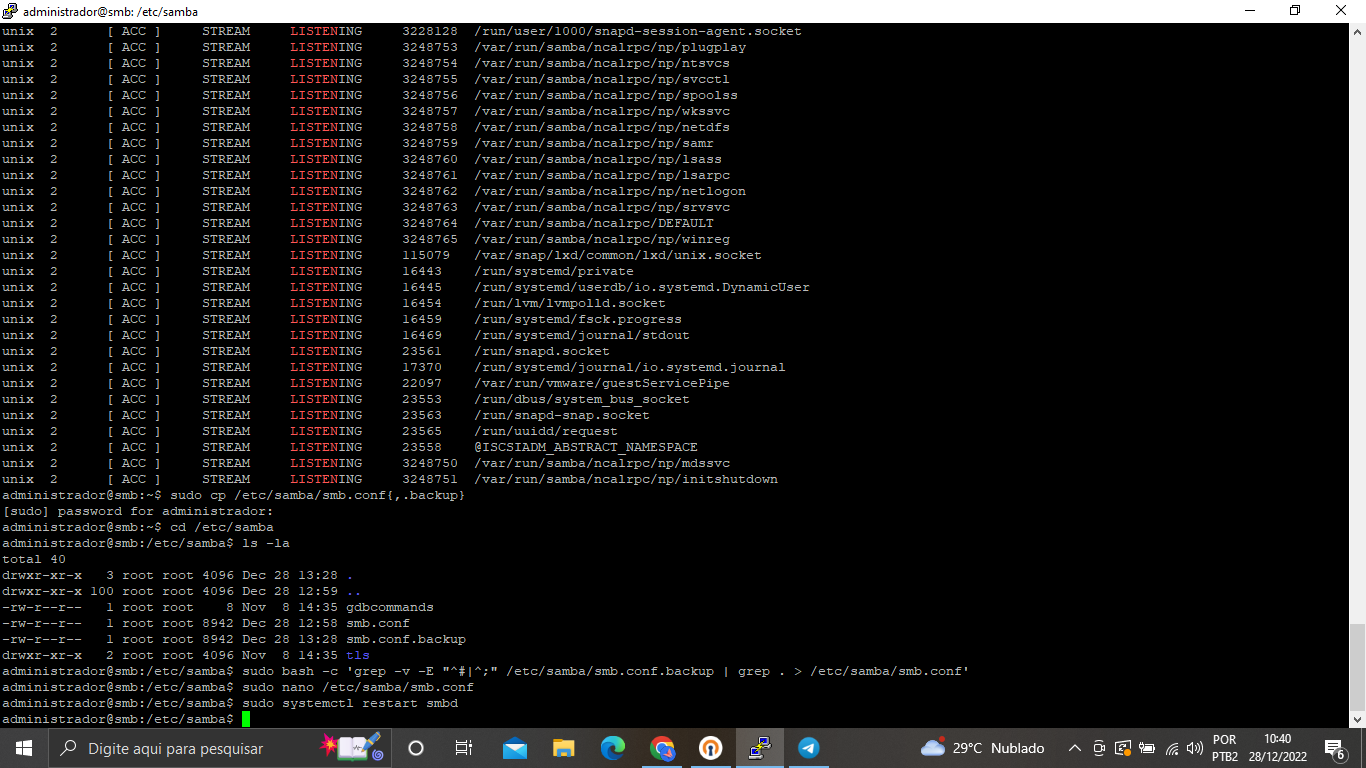 administrador@smb: /etc/samba
unix 2 [ ACC ] STREAM LISTENING 3228128 /run/user/1000/snapd-session-agent.socket
unix 2 [ ACC ] STREAM LISTENING 3248753 /var/run/samba/ncalrpc/np/plugplay
unix 2 [ ACC ] STREAM LISTENING 3248754 /var/run/samba/ncalrpc/np/ntsvcs
unix 2 [ ACC ] STREAM LISTENING 3248755 /var/run/samba/ncalrpc/np/svcctl
unix 2 [ ACC ] STREAM LISTENING 3248756 /var/run/samba/ncalrpc/np/spoolss
unix 2 [ ACC ] STREAM LISTENING 3248757 /var/run/samba/ncalrpc/np/wkssvc
unix 2 [ ACC ] STREAM LISTENING 3248758 /var/run/samba/ncalrpc/np/netdfs
unix 2 [ ACC ] STREAM LISTENING 3248759 /var/run/samba/ncalrpc/np/samr
unix 2 [ ACC ] STREAM LISTENING 3248760 /var/run/samba/ncalrpc/np/lsass
unix 2 [ ACC ] STREAM LISTENING 3248761 /var/run/samba/ncalrpc/np/lsarpc
unix 2 [ ACC ] STREAM LISTENING 3248762 /var/run/samba/ncalrpc/np/netlogon
unix 2 [ ACC ] STREAM LISTENING 3248763 /var/run/samba/ncalrpc/np/srvsvc
unix 2 [ ACC ] STREAM LISTENING 3248764 /var/run/samba/ncalrpc/DEFAULT
unix 2 [ ACC ] STREAM LISTENING 3248765 /var/run/samba/ncalrpc/np/winreg
unix 2 [ ACC ] STREAM LISTENING 115079 /var/snap/lxd/common/lxd/unix.socket
unix 2 [ ACC ] STREAM LISTENING 16443 /run/systemd/private
unix 2 [ ACC ] STREAM LISTENING 16445 /run/systemd/userdb/io.systemd.DynamicUser
unix 2 [ ACC ] STREAM LISTENING 16454 /run/lvm/lvmpolld.socket
unix 2 [ ACC ] STREAM LISTENING 16459 /run/systemd/fsck.progress
unix 2 [ ACC ] STREAM LISTENING 16469 /run/systemd/journal/stdout
unix 2 [ ACC ] STREAM LISTENING 23561 /run/snapd.socket
unix 2 [ ACC ] STREAM LISTENING 17370 /run/systemd/journal/io.systemd.journal
unix 2 [ ACC ] STREAM LISTENING 22097 /var/run/vmware/guestServicePipe
unix 2 [ ACC ] STREAM LISTENING 23553 /run/dbus/system_bus_socket
unix 2 [ ACC ] STREAM LISTENING 23563 /run/snapd-snap.socket
unix 2 [ ACC ] STREAM LISTENING 23565 /run/uuidd/request
unix 2 [ ACC ] STREAM LISTENING 23558 @ISCSIADM_ABSTRACT_NAMESPACE
unix 2 [ ACC ] STREAM LISTENING 3248750 /var/run/samba/ncalrpc/np/mdssvc
unix 2 [ ACC ] STREAM LISTENING 3248751 /var/run/samba/ncalrpc/np/initshutdown
administrador@smb:~$ sudo cp /etc/samba/smb.conf{,.backup}
[sudo] password for administrador:
administrador@smb:~$ cd /etc/samba
administrador@smb:/etc/samba$ ls -la
total 40
drwxr-xr-x 3 root root 4096 Dec 28 13:28 .
drwxr-xr-x 100 root root 4096 Dec 28 12:59 ..
-rw-r--r-- 1 root root 8 Nov 8 14:35 gdbcommands
-rw-r--r-- 1 root root 8942 Dec 28 12:58 smb.conf
-rw-r--r-- 1 root root 8942 Dec 28 13:28 smb.conf.backup
drwxr-xr-x 2 root root 4096 Nov 8 14:35 tls
administrador@smb:/etc/samba$ sudo bash -c 'grep -v -E "^#|^;" /etc/samba/smb.conf.backup | grep . > /etc/samba/smb.conf'
administrador@smb:/etc/samba$ sudo nano /etc/samba/smb.conf
administrador@smb:/etc/samba$ sudo systemctl restart smbd
administrador@smb:/etc/samba$
Digite aqui para pesquisar
29°C Nublado
POR
PTB2
10:40
28/12/2022
6